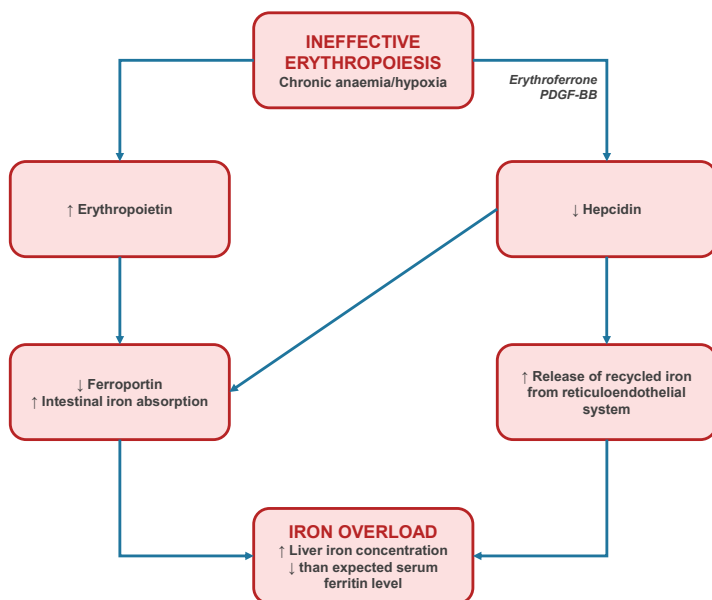 INEFFECTIVE
ERYTHROPOIESIS
Chronic anaemia/hypoxia
Erythroferrone
PDGF-BB
↑ Erythropoietin
↓ Hepcidin
↓ Ferroportin
↑ Intestinal iron absorption
↑ Release of recycled iron
from reticuloendothelial
system
IRON OVERLOAD
↑ Liver iron concentration
↓ than expected serum
ferritin level